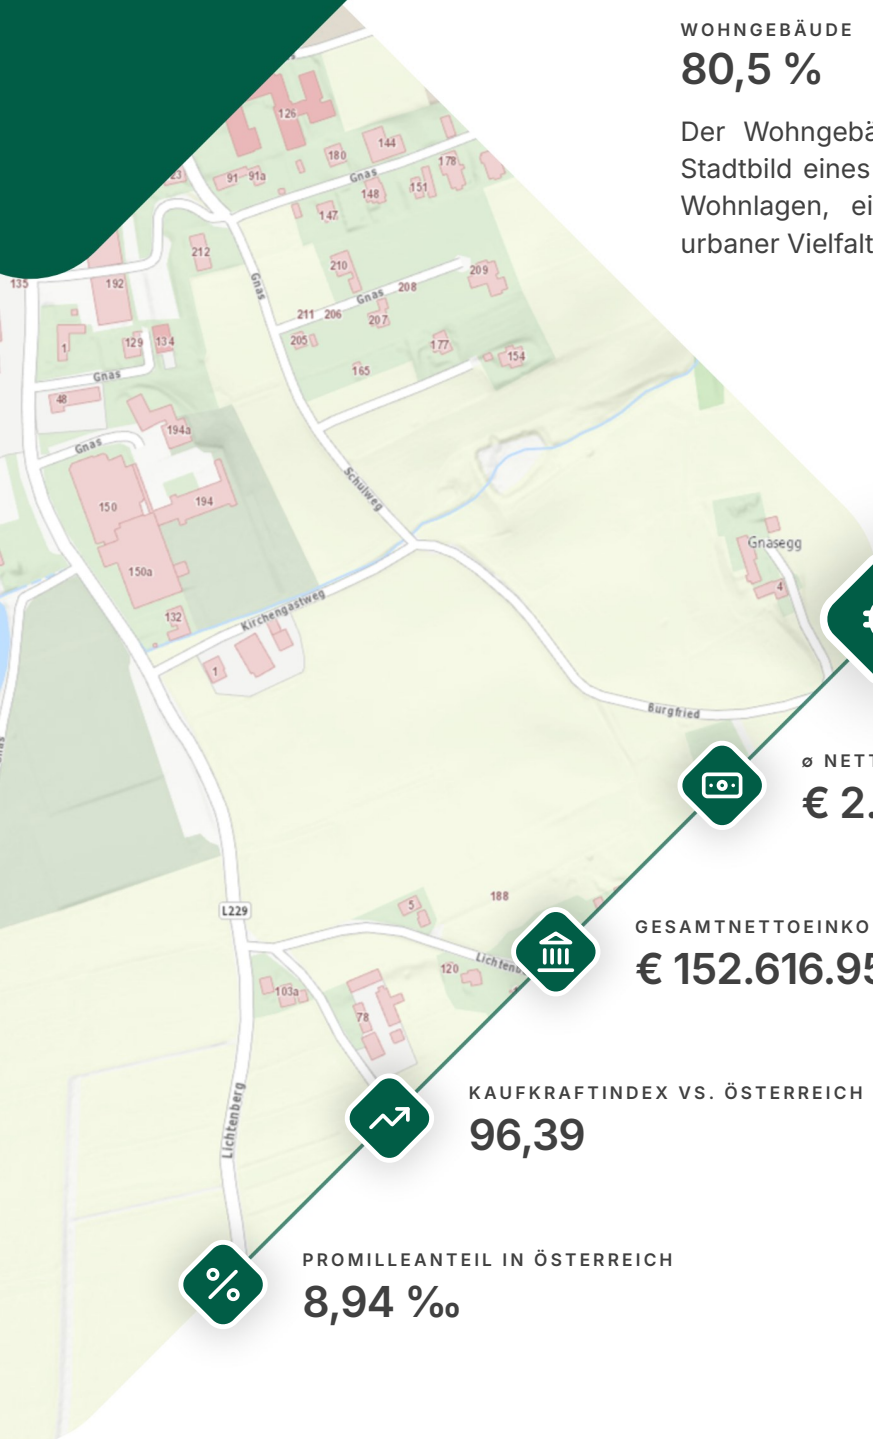 WOHNGEBÄUDE
80,5 %
Der Wohngebä
Stadtbild eines
Wohnlagen, ei
urbaner Vielfalt
126
144
180
178
23
91
91a
Gnas
148
151
147
212
210
209
Gnas
208
135
192
Gnas
211
206
207
205
1
129
134
177
154
165
Gnas
48
194a
Gnas
Schulweg
150
194
150a
Gnasegg
4
132
Kirchengastweg
1
Burgfried
ø NETT
€ 2.
188
5
L229
GESAMTNETTOEINKO
€ 152.616.95
Lichtenb
120
103a
78
KAUFKRAFTINDEX VS. ÖSTERREICH
96,39
Lichtenberg
PROMILLEANTEIL IN ÖSTERREICH
8,94 ‰